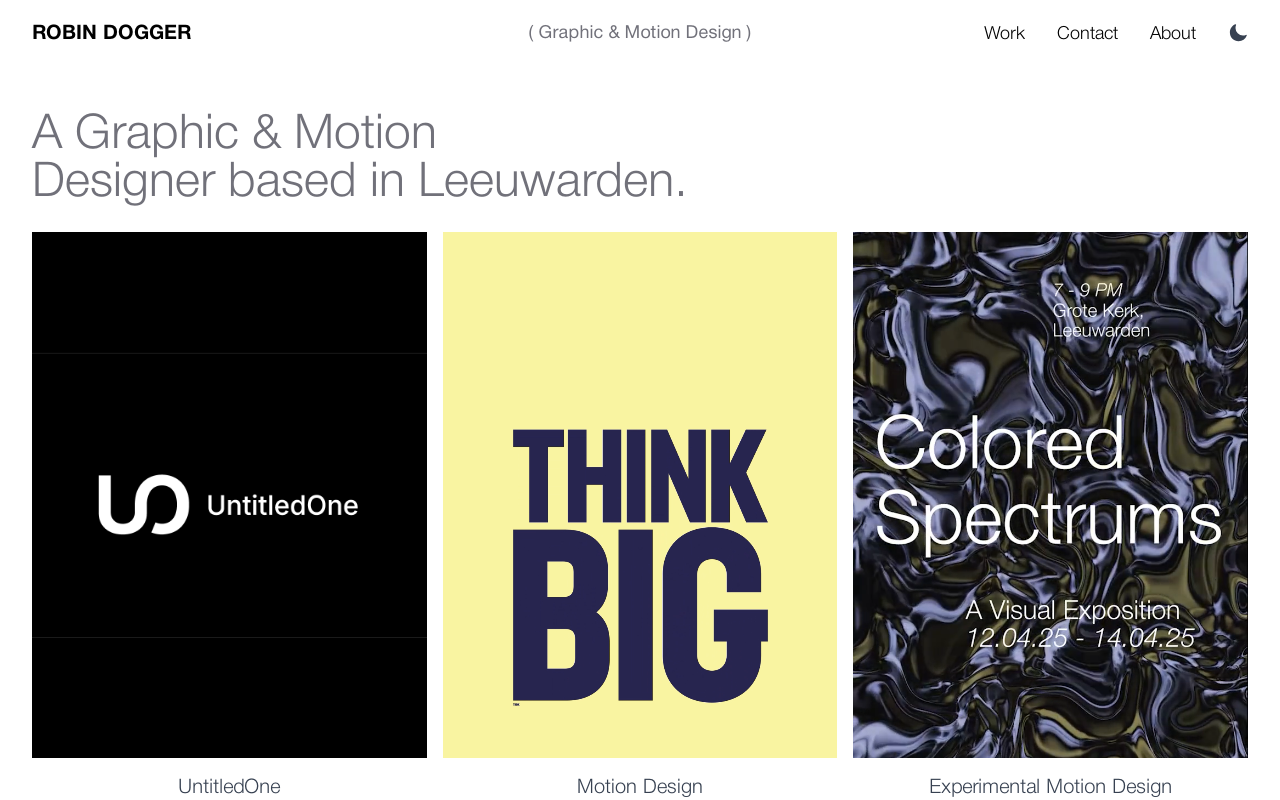 ROBIN DOGGER
( Graphic & Motion Design )
Work
Contact
About
A Graphic & Motion
Designer based in Leeuwarden.
UntitledOne
THINK
BIG
7 - 9 PM
Grote Kerk,
Leeuwarden
Colored
Spectrums
A Visual Exposition
12.04.25 - 14.04.25
UntitledOne
Motion Design
Experimental Motion Design